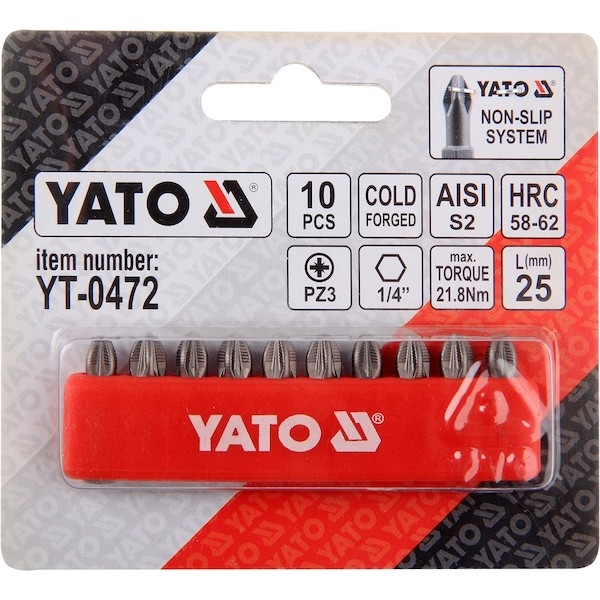 YATO
NON-SLIP
SYSTEM
YATO ®
10
PCS
COLD
FORGED
AISI
S2
HRC
58-62
item number:
YT-0472
PZ3
1/4”
max.
TORQUE
21.8Nm
L(mm)
25
YATO ®